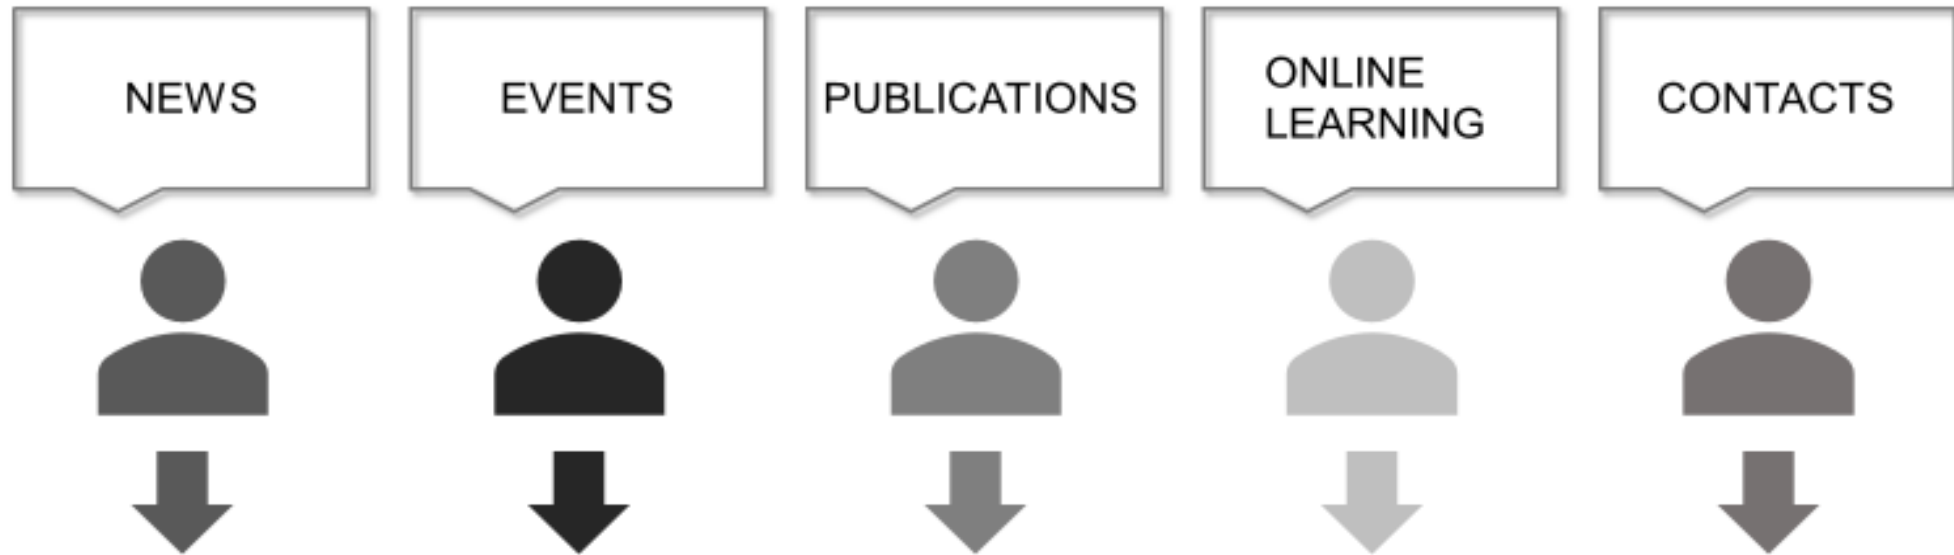 NEWS
EVENTS
PUBLICATIONS
ONLINE
LEARNING
CONTACTS